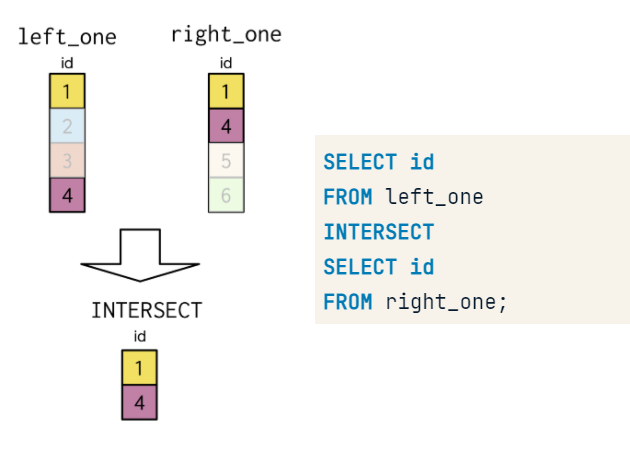 left_one
id
1
2
3
4
right_one
id
1
4
5
6
INTERSECT
id
1
4
SELECT id
FROM left_one
INTERSECT
SELECT id
FROM right_one;